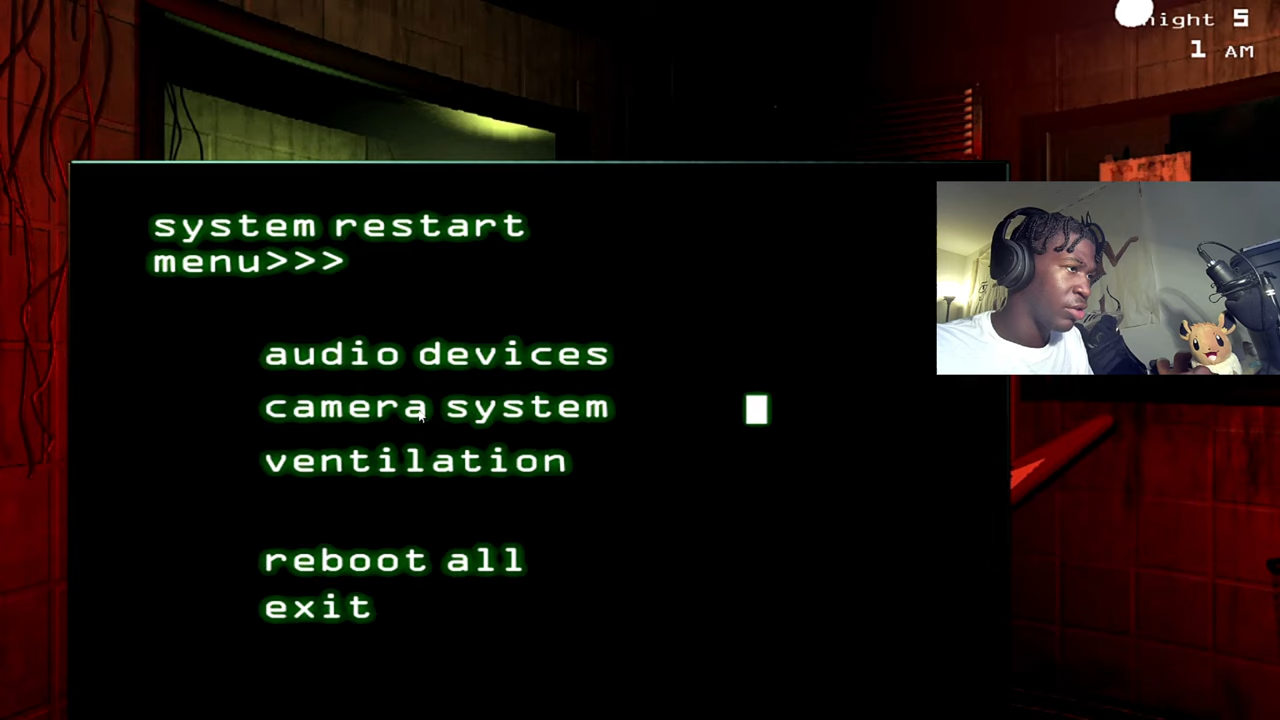 night 5
1 AM
system restart
menu>>>
audio devices
camera system
ventilation
reboot all
exit